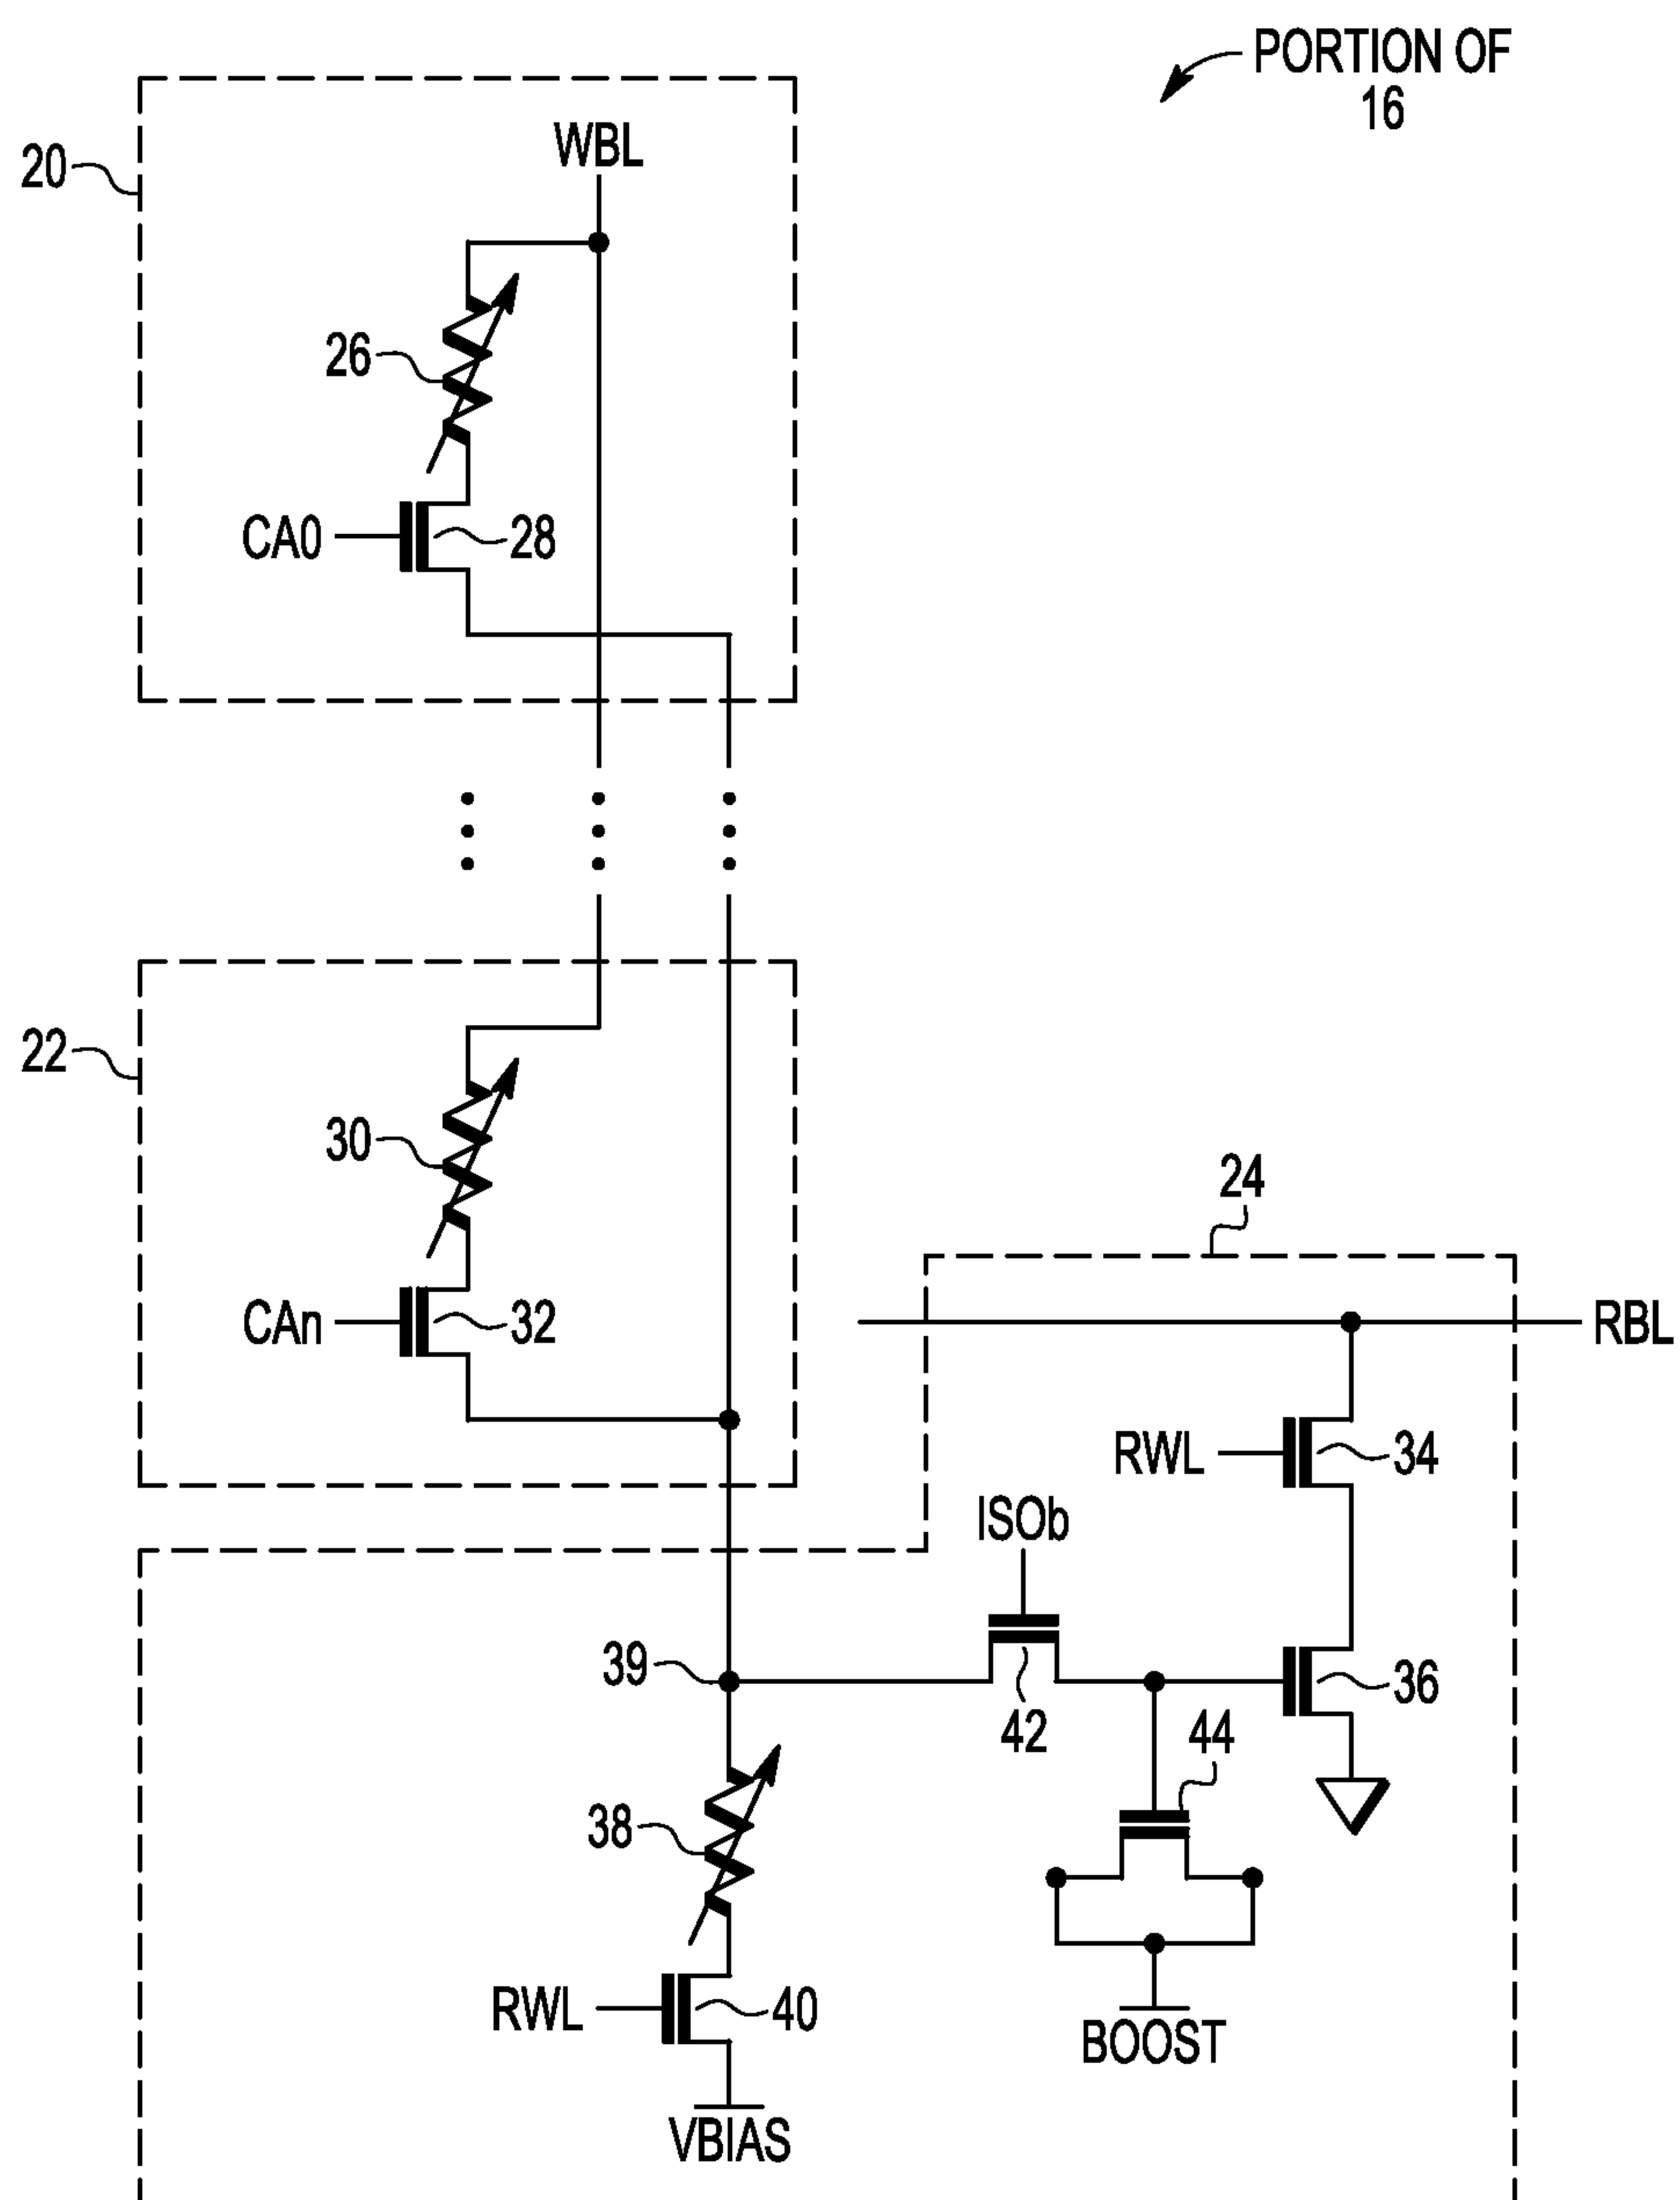 PORTION OF
16
20
WBL
26
CA0
28
22
30
CAn
32
24
RBL
RWL
34
ISOb
39
42
36
44
38
RWL
40
BOOST
VBIAS